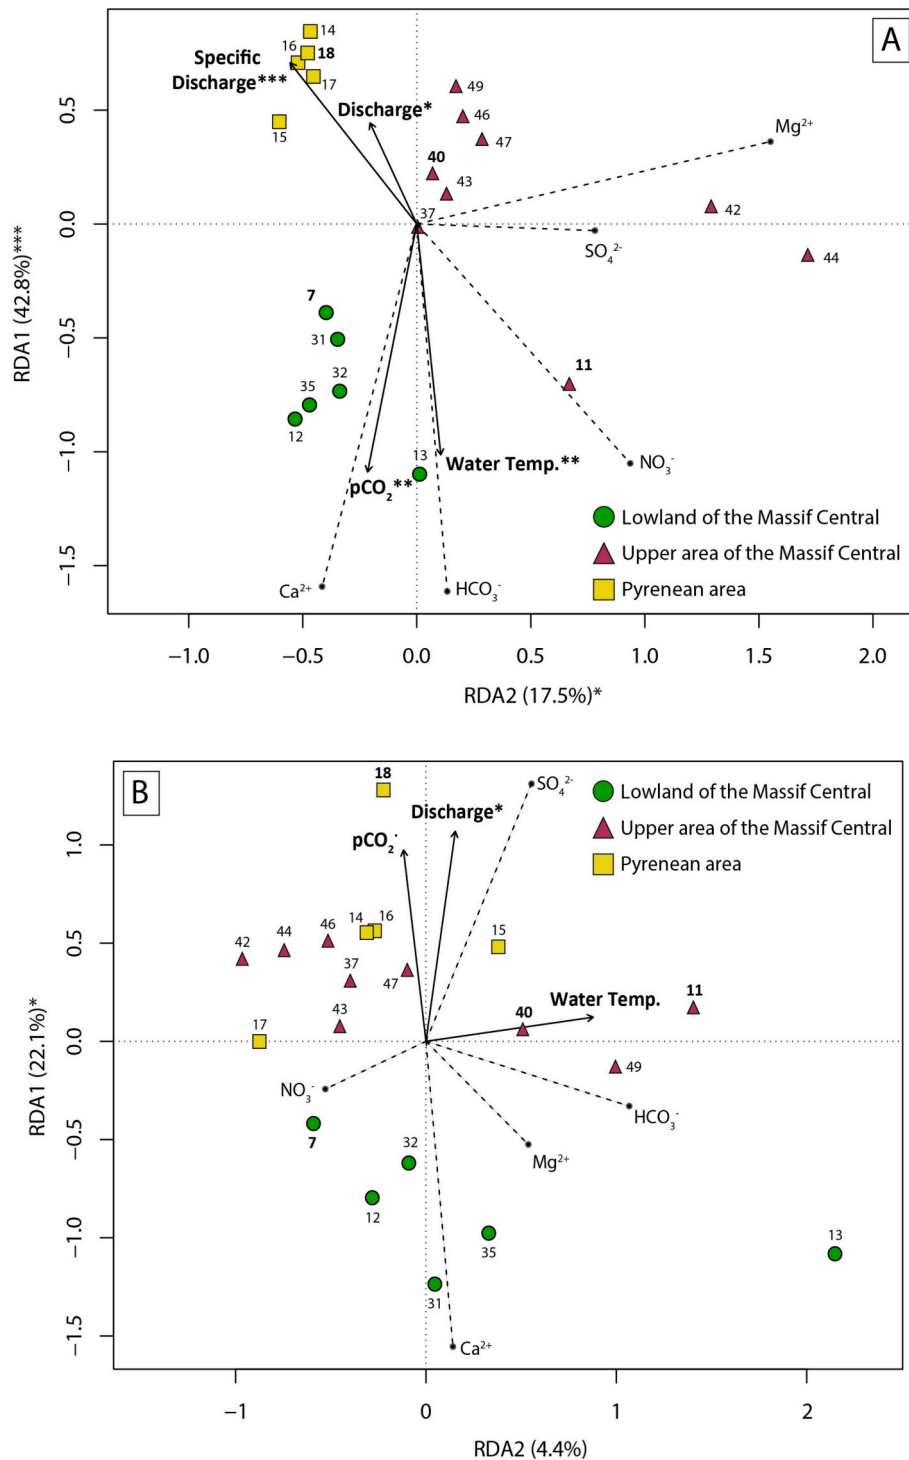 A
14
16
18
Specific
Discharge***
17
Discharge*
15
49
46
47
40
43
37
Mg²⁺
42
SO₄²⁻
44
7
31
32
35
12
11
13
Water Temp.**
pCO₂**
NO₃⁻
Ca²⁺
HCO₃⁻
Lowland of the Massif Central
Upper area of the Massif Central
Pyrenean area
0.5
0.0
−0.5
−1.0
−1.5
RDA1 (42.8%)***
−1.0 −0.5 0.0 0.5 1.0 1.5 2.0
RDA2 (17.5%)*
B
18
SO₄²⁻
Discharge*
pCO₂·
Lowland of the Massif Central
Upper area of the Massif Central
Pyrenean area
42
44
46
14
16
15
37
47
43
17
Water Temp.
40
11
49
NO₃⁻
HCO₃⁻
7
32
Mg²⁺
12
35
13
31
Ca²⁺
1.0
0.5
0.0
−0.5
−1.0
−1.5
RDA1 (22.1%)*
−1 0 1 2
RDA2 (4.4%)